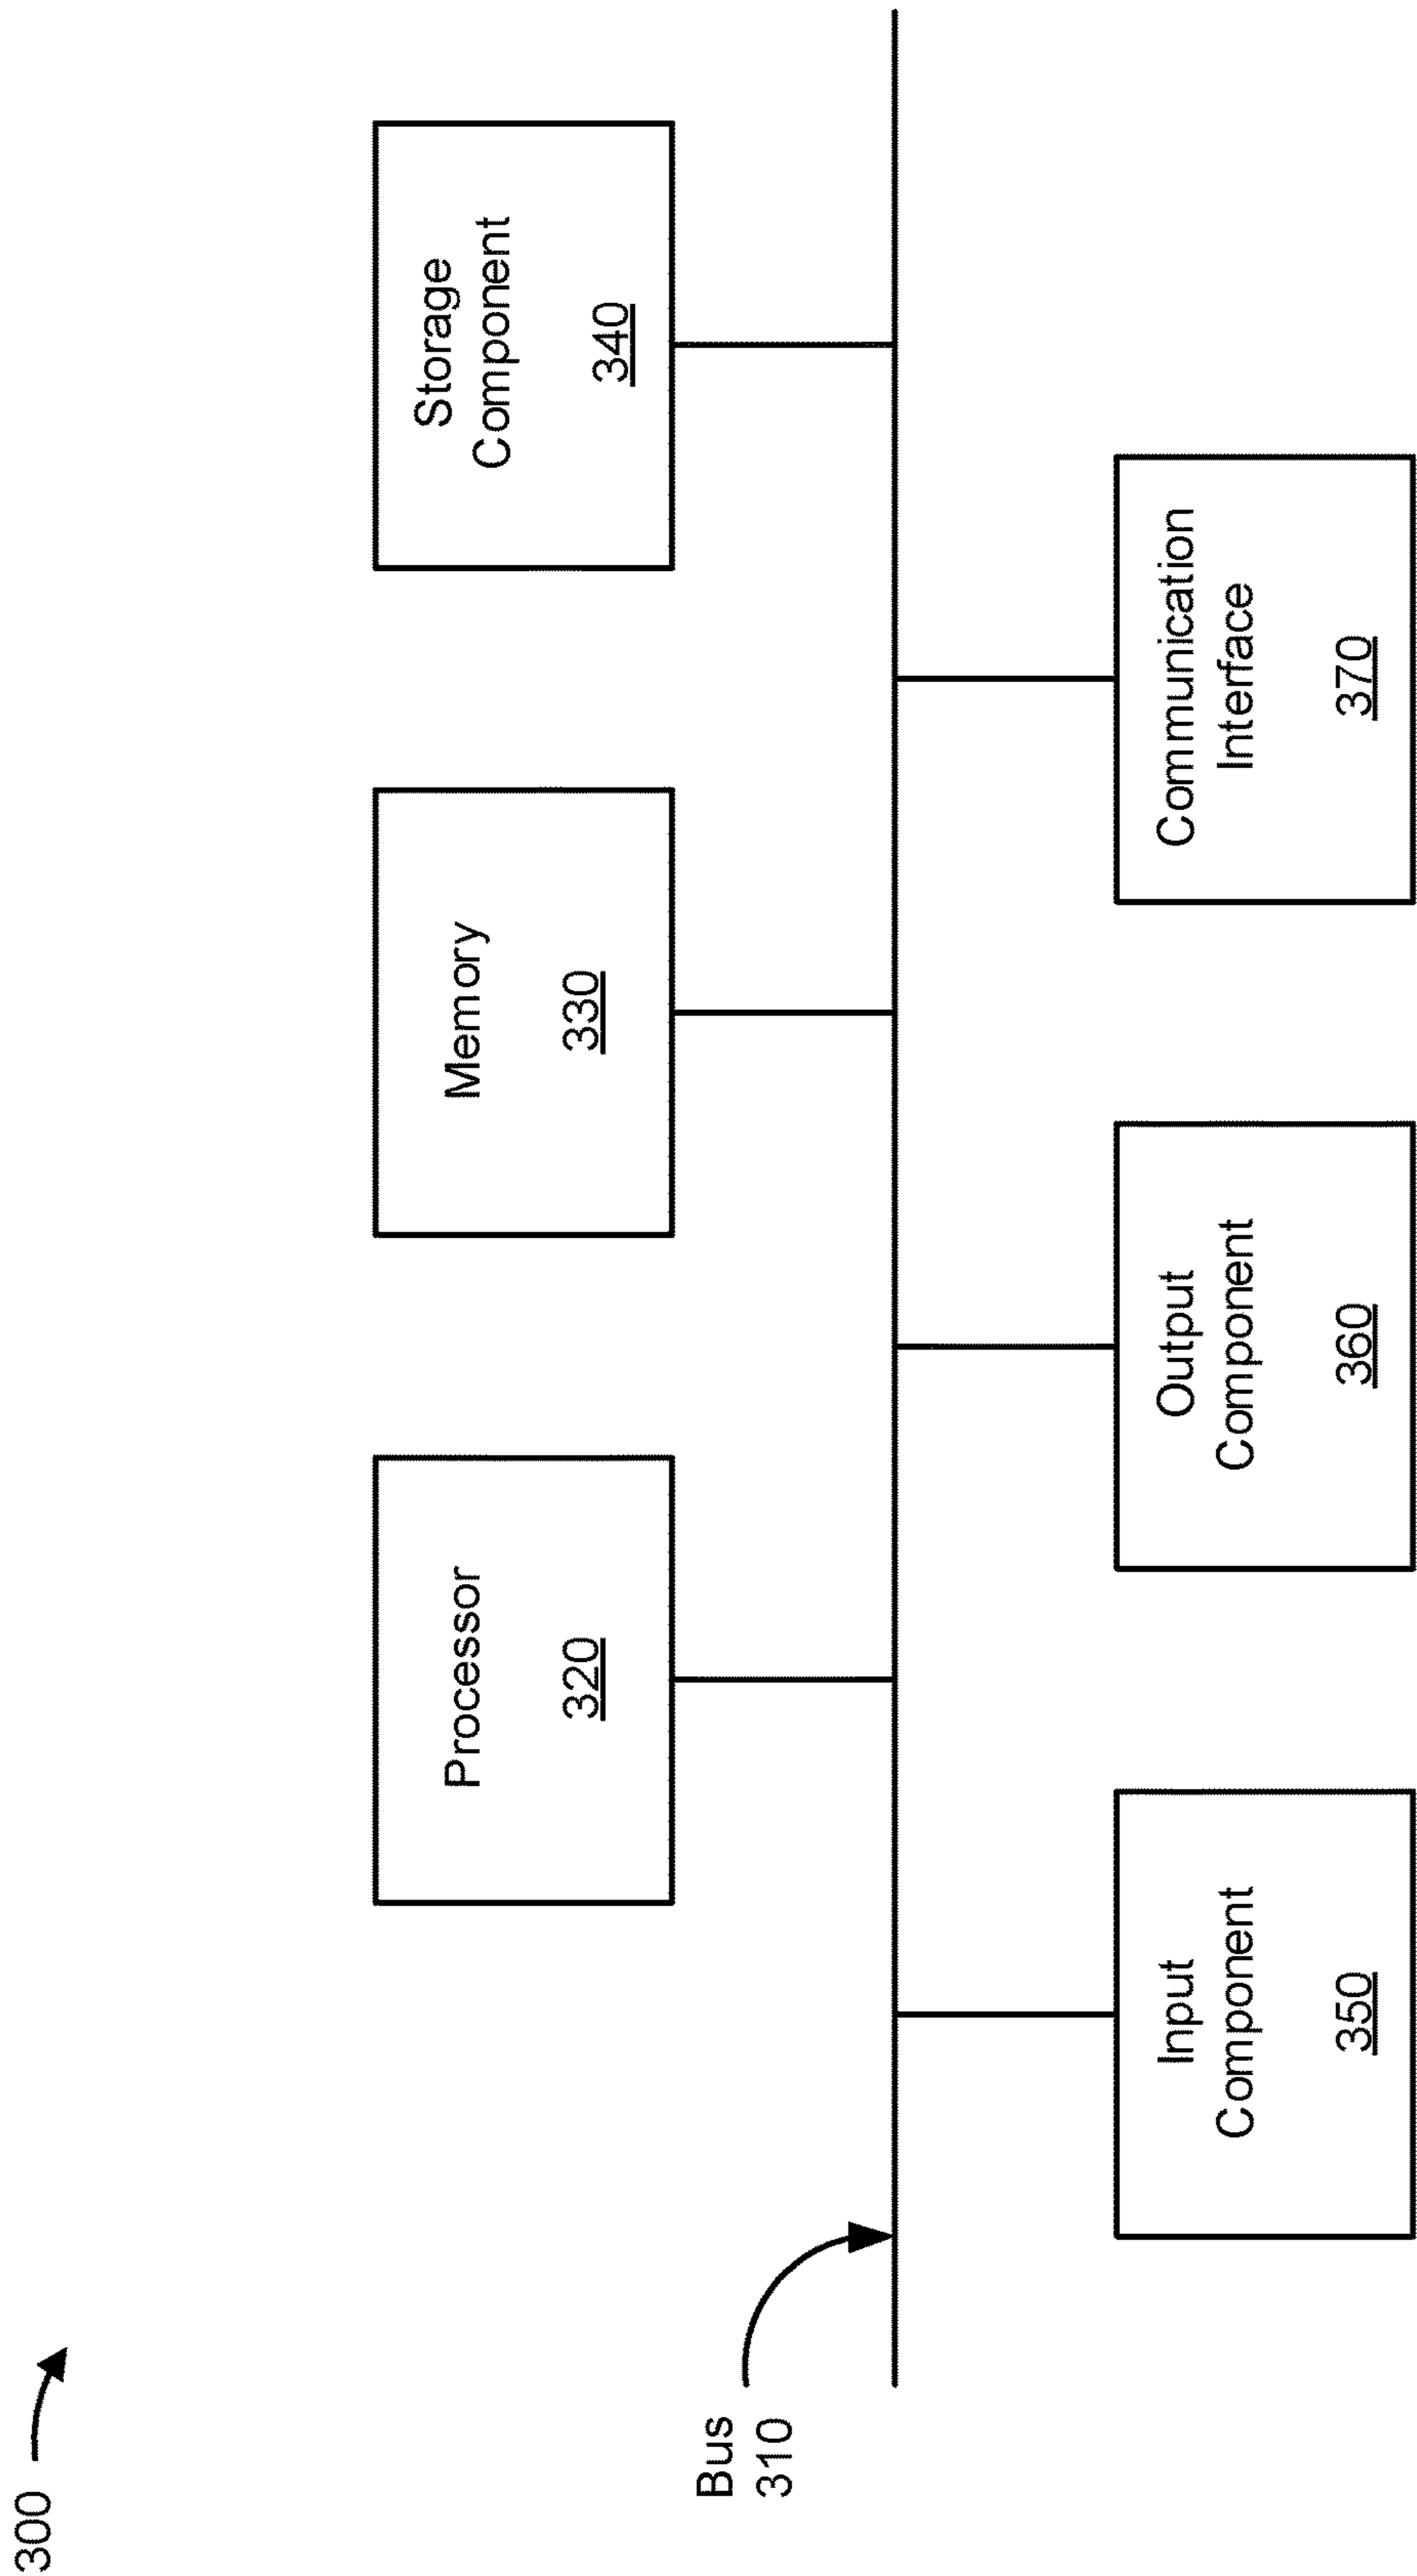 300
Bus
310
Processor
320
Memory
330
Storage
Component
340
Input
Component
350
Output
Component
360
Communication
Interface
370